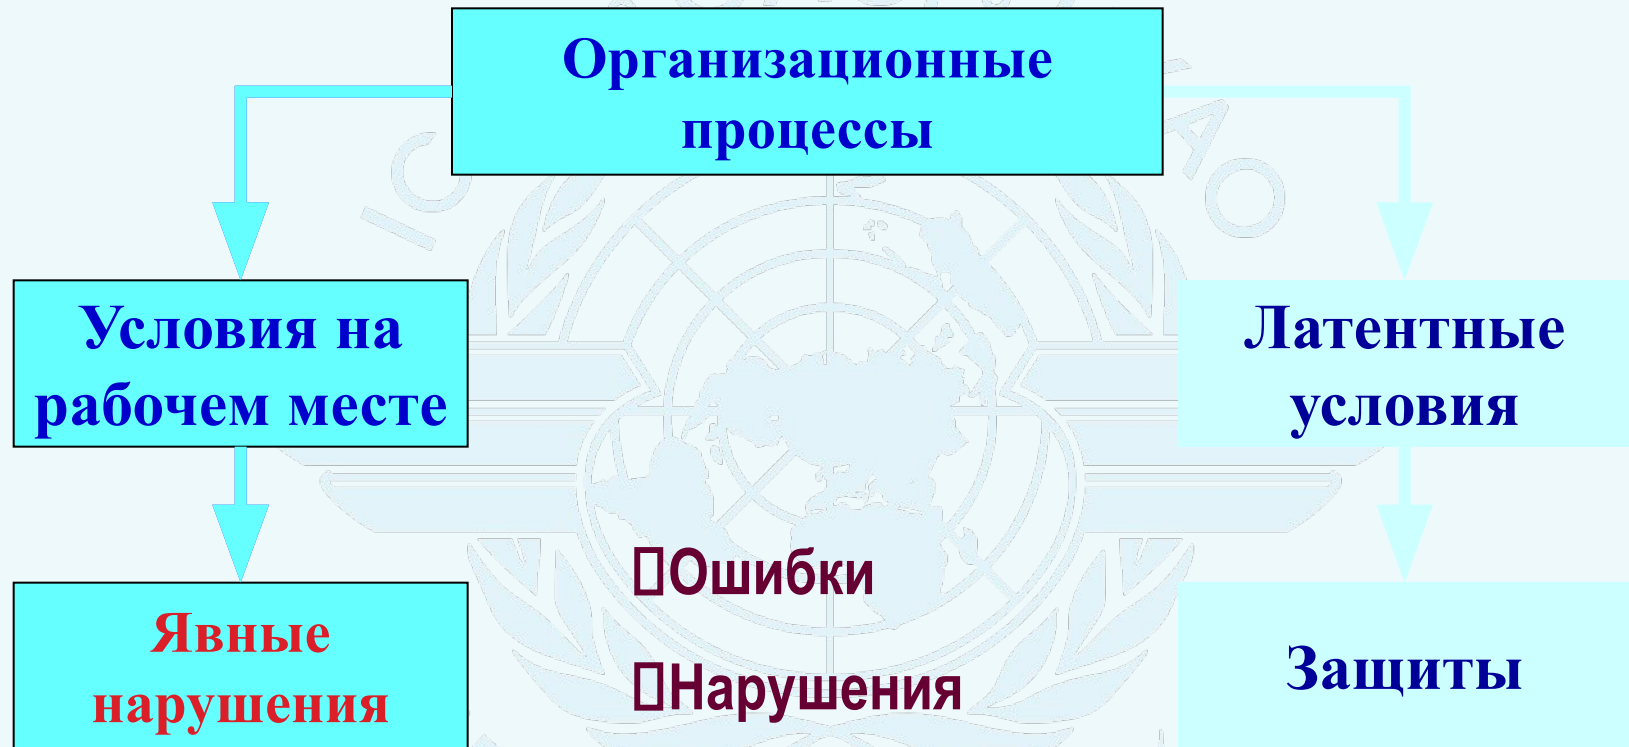 Организационные
процессы
Условия на
рабочем месте
Латентные
условия
Явные
нарушения
Ошибки
Нарушения
Защиты